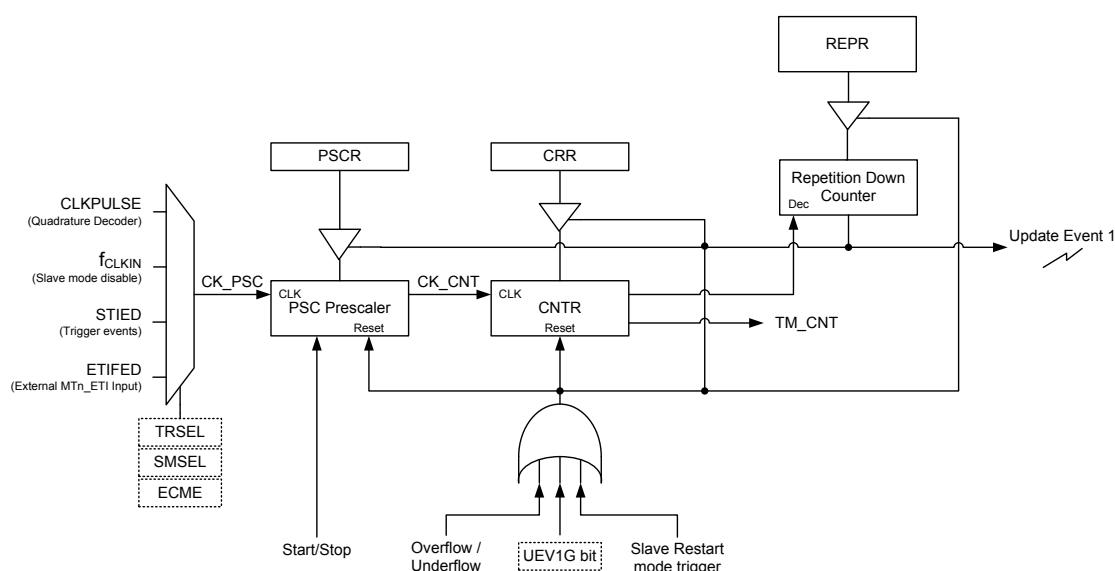 REPR
PSCR
CRR
Repetition Down
Counter
Dec
CLKPULSE
(Quadrature Decoder)
fCLKIN
(Slave mode disable)
STIED
(Trigger events)
ETIFED
(External MTn_ETI Input)
CK_PSC
CLK
PSC Prescaler
Reset
CK_CNT
CLK
CNTR
Reset
TM_CNT
Update Event 1
TRSEL
SMSEL
ECME
Start/Stop
Overflow /
Underflow
UEV1G bit
Slave Restart
mode trigger